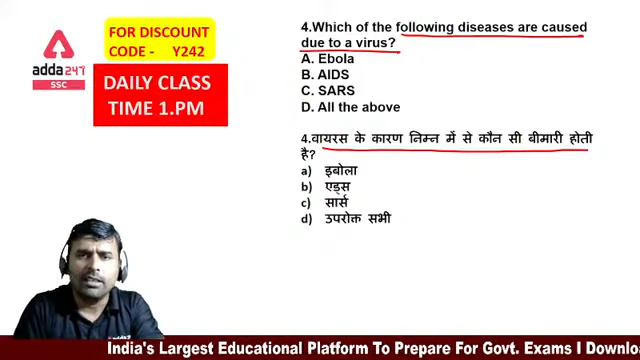 adda247
SSC
FOR DISCOUNT
CODE - Y242
DAILY CLASS
TIME 1.PM
4.Which of the following diseases are caused
due to a virus?
A. Ebola
B. AIDS
C. SARS
D. All the above
4.वायरस के कारण निम्न में से कौन सी बीमारी होती
है?
a) इबोला
b) एड्स
c) सार्स
d) उपरोक्त सभी
India's Largest Educational Platform To Prepare For Govt. Exams I Downlo